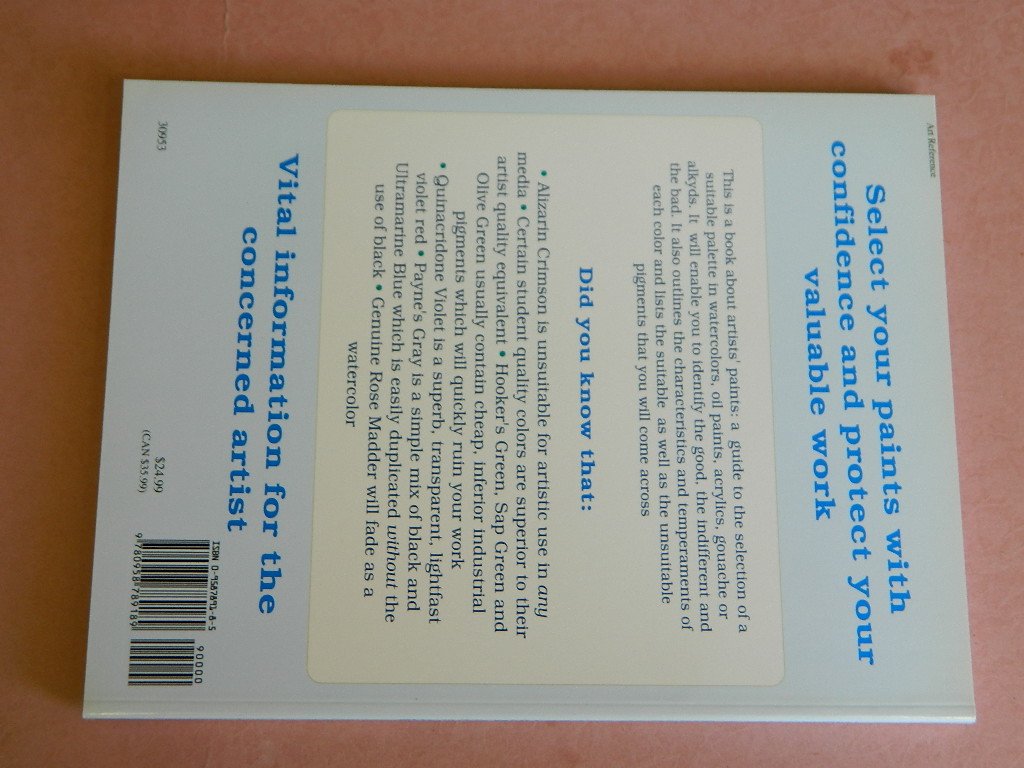 Art Reference
Select your paints with
confidence and protect your
valuable work
This is a book about artists' paints: a guide to the selection of a
suitable palette in watercolors, oil paints, acrylics, gouache or
alkyds. It will enable you to identify the good, the indifferent and
the bad. It also outlines the characteristics and temperaments of
each color and lists the suitable as well as the unsuitable
pigments that you will come across
Did you know that:
• Alizarin Crimson is unsuitable for artistic use in any
media • Certain student quality colors are superior to their
artist quality equivalent • Hooker's Green, Sap Green and
Olive Green usually contain cheap, inferior industrial
pigments which will quickly ruin your work
• Quinacridone Violet is a superb, transparent, lightfast
violet red • Payne's Gray is a simple mix of black and
Ultramarine Blue which is easily duplicated without the
use of black • Genuine Rose Madder will fade as a
watercolor
Vital information for the
concerned artist
30953
$24.99
(CAN $35.99)
ISBN 0-9587891-8-5
90000
9780958789189